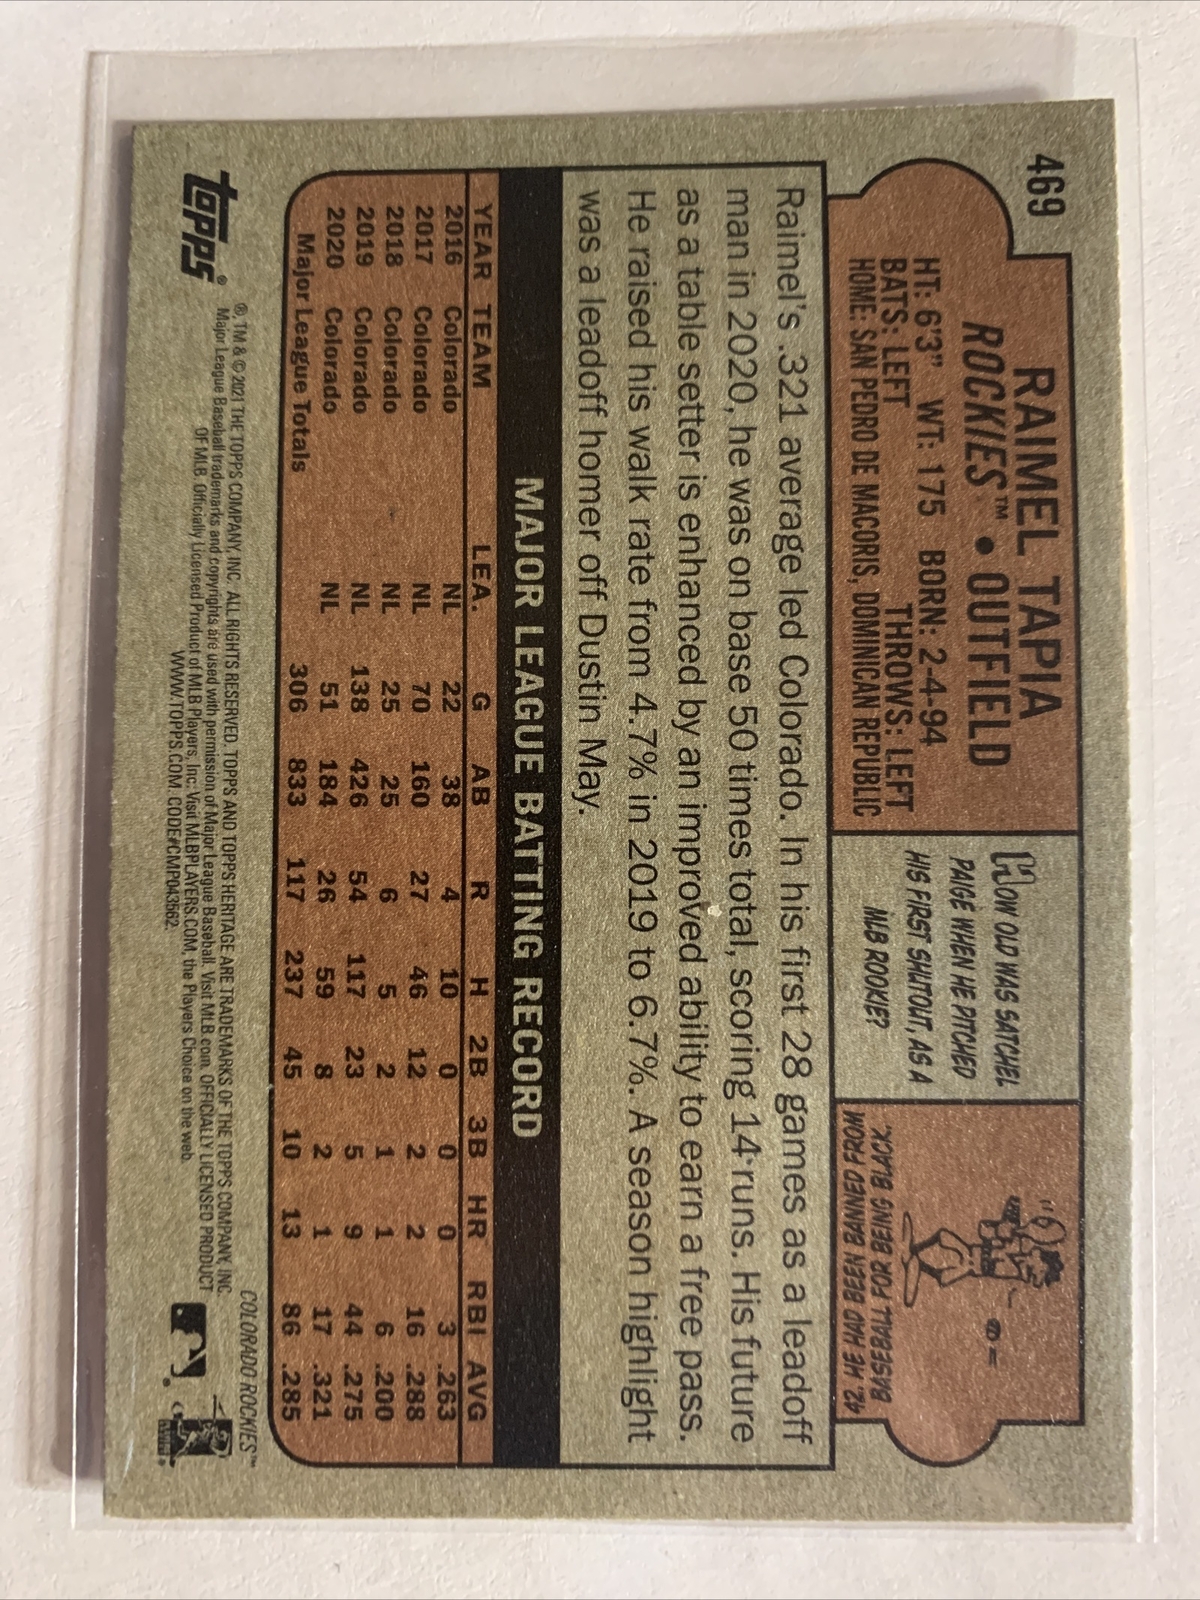 469
RAIMEL TAPIA
ROCKIES™ • OUTFIELD
HT: 6'3" WT: 175 BORN: 2-4-94
BATS: LEFT THROWS: LEFT
HOME: SAN PEDRO DE MACORIS, DOMINICAN REPUBLIC
HOW OLD WAS SATCHEL
PAIGE WHEN HE PITCHED
HIS FIRST SHUTOUT, AS A
MLB ROOKIE?
42. HE HAD BEEN BANNED FROM
BASEBALL FOR BEING BLACK.
Raimel's .321 average led Colorado. In his first 28 games as a leadoff
man in 2020, he was on base 50 times total, scoring 14 runs. His future
as a table setter is enhanced by an improved ability to earn a free pass.
He raised his walk rate from 4.7% in 2019 to 6.7%. A season highlight
was a leadoff homer off Dustin May.
MAJOR LEAGUE BATTING RECORD
YEAR TEAM LEA. G AB R H 2B 3B HR RBI AVG
2016 Colorado NL 22 38 4 10 0 0 0 3 .263
2017 Colorado NL 70 160 27 46 12 2 2 16 .288
2018 Colorado NL 25 25 6 5 2 1 1 6 .200
2019 Colorado NL 138 426 54 117 23 5 9 44 .275
2020 Colorado NL 51 184 26 59 8 2 1 17 .321
Major League Totals 306 833 117 237 45 10 13 86 .285
topps®
®, TM & © 2021 THE TOPPS COMPANY, INC. ALL RIGHTS RESERVED. TOPPS AND TOPPS HERITAGE ARE TRADEMARKS OF THE TOPPS COMPANY, INC.
Major League Baseball trademarks and copyrights are used with permission of Major League Baseball. Visit MLB.com. OFFICIALLY LICENSED PRODUCT
OF MLB Officially Licensed Product of MLB Players, Inc. Visit MLBPLAYERS.COM, the Players Choice on the web.
WWW.TOPPS.COM. CODE#CMP043562.
COLORADO ROCKIES™